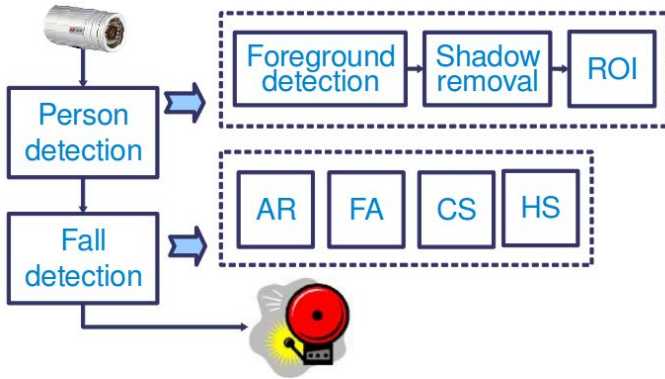 Person
detection
Foreground
detection
Shadow
removal
ROI
Fall
detection
AR
FA
CS
HS